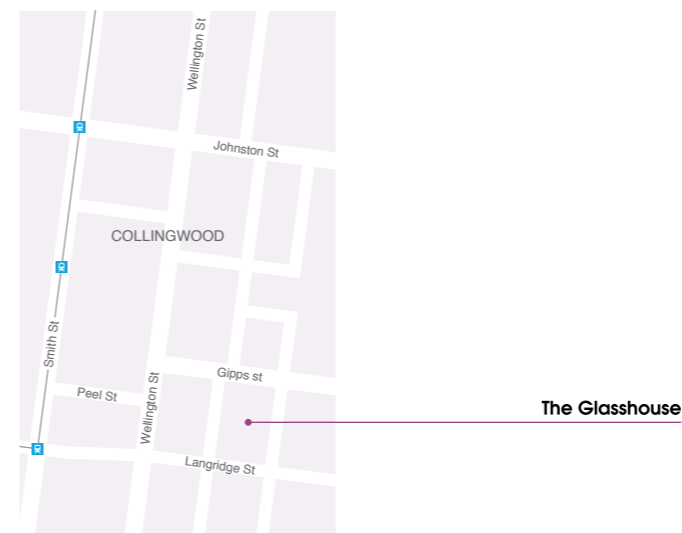 Wellington St
Johnston St
COLLINGWOOD
Smith St
Gipps st
Peel St
Wellington St
The Glasshouse
Langridge St